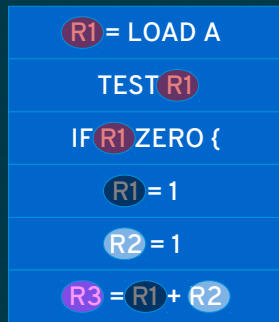 R1 = LOAD A
TEST R1
IF R1 ZERO {
R1 = 1
R2 = 1
R3 = R1 + R2